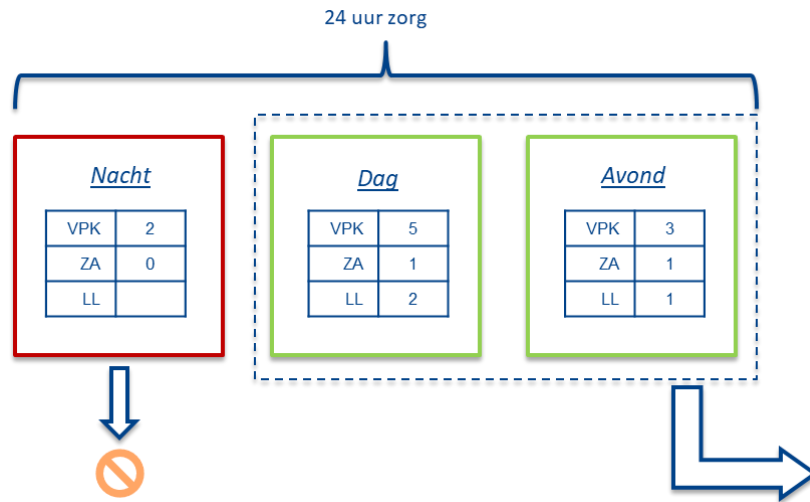 24 uur zorg
Nacht
VPK 2
ZA 0
LL
Dag
VPK 5
ZA 1
LL 2
Avond
VPK 3
ZA 1
LL 1